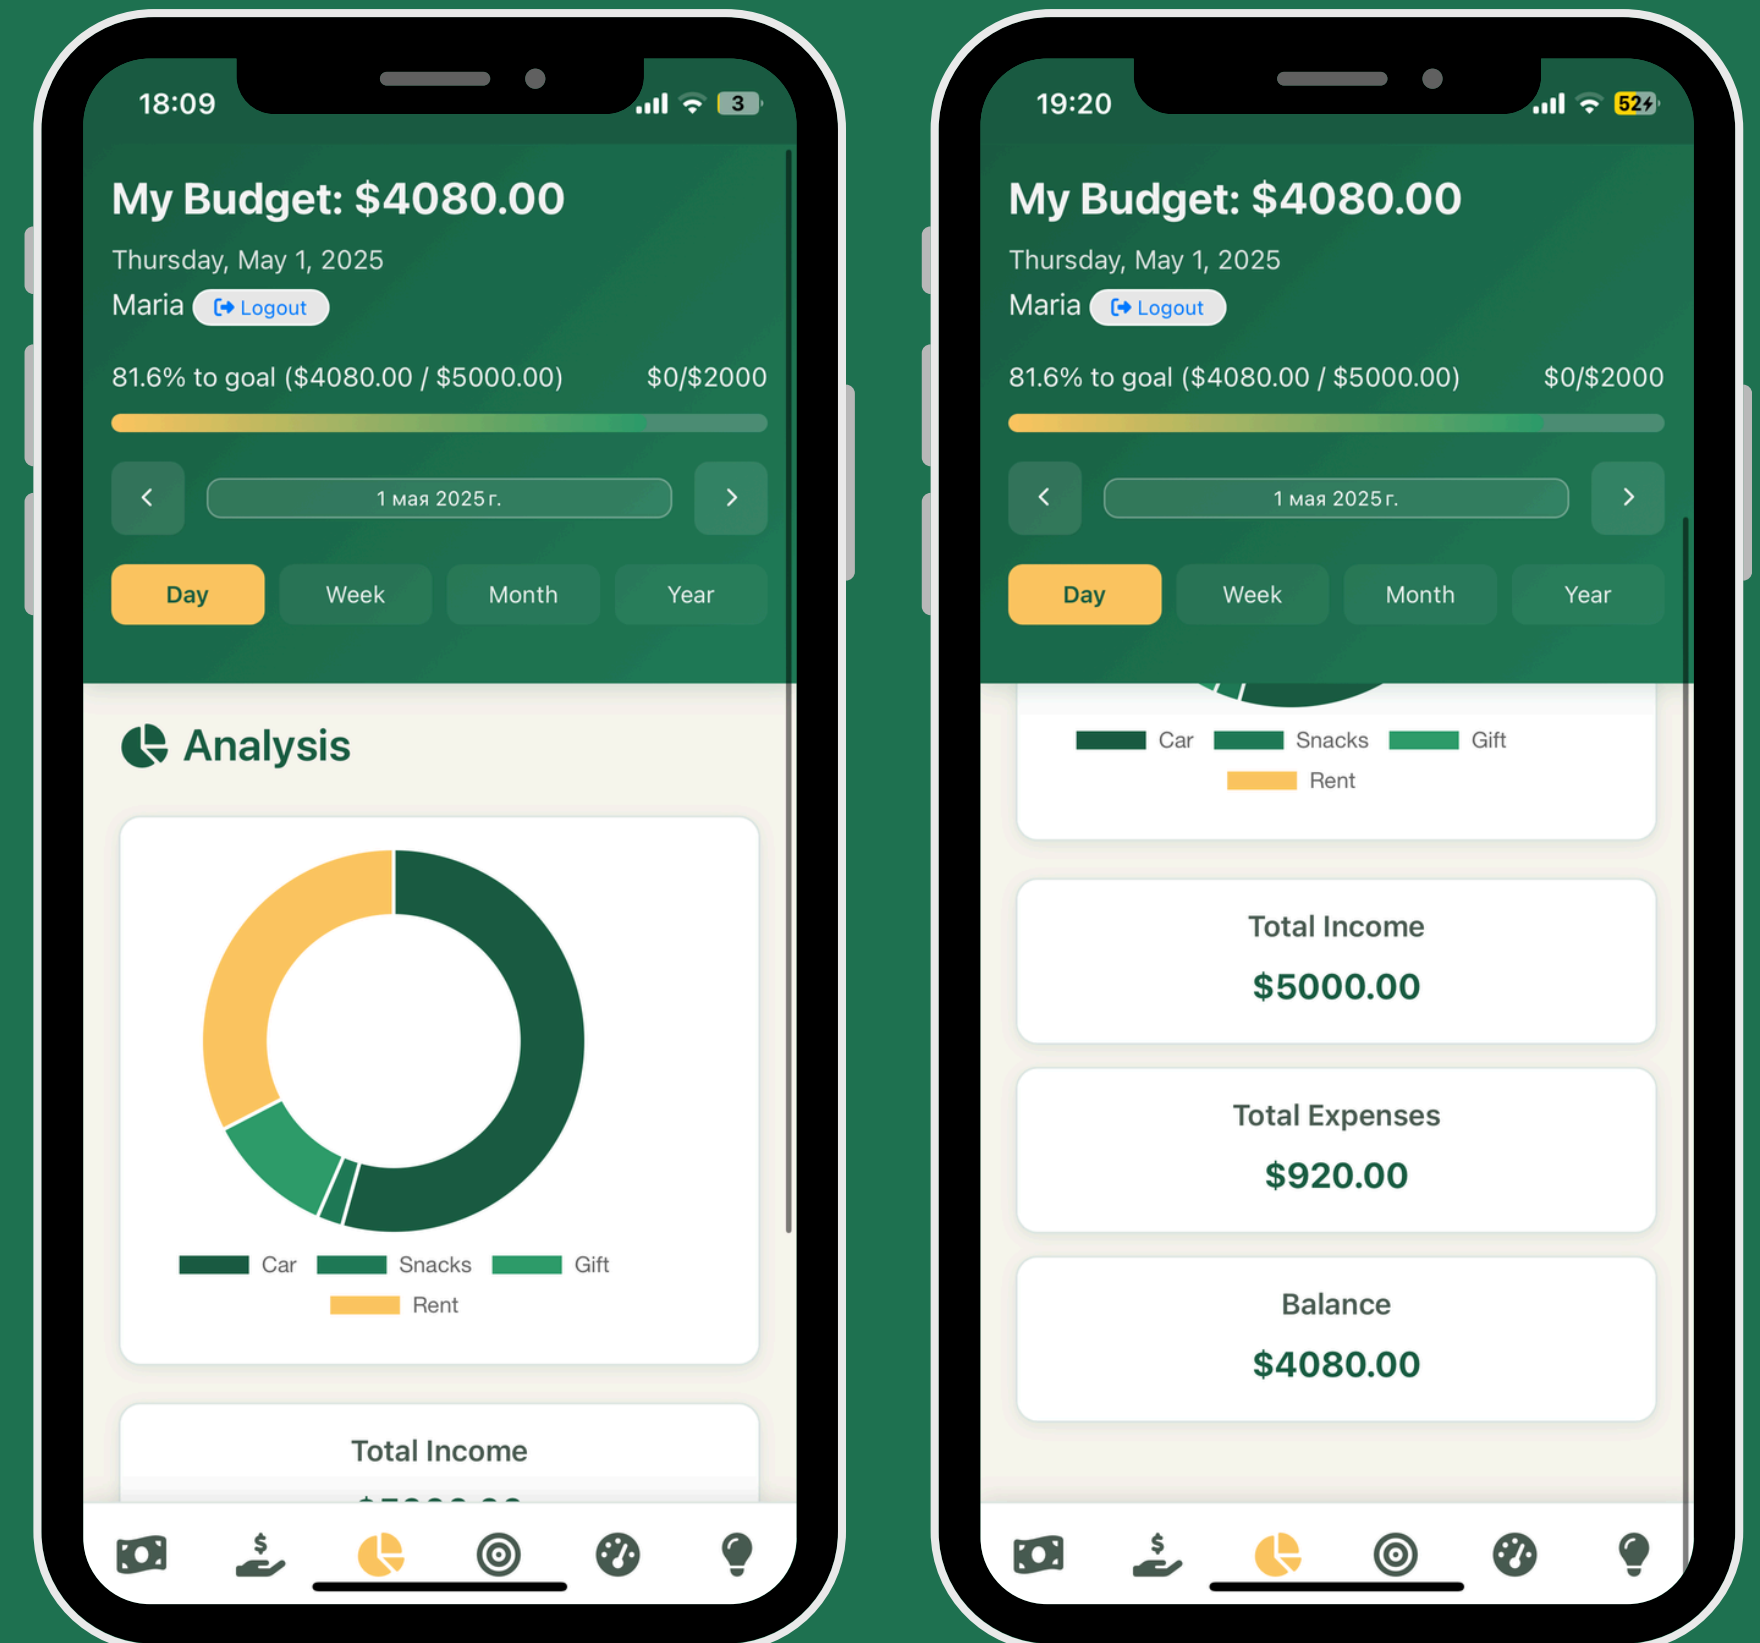 18:09
3
My Budget: $4080.00
Thursday, May 1, 2025
Maria Logout
81.6% to goal ($4080.00 / $5000.00) $0/$2000
1 мая 2025 г.
Day Week Month Year
Analysis
Car Snacks Gift
Rent
Total Income
19:20
52
My Budget: $4080.00
Thursday, May 1, 2025
Maria Logout
81.6% to goal ($4080.00 / $5000.00) $0/$2000
1 мая 2025 г.
Day Week Month Year
Car Snacks Gift
Rent
Total Income
$5000.00
Total Expenses
$920.00
Balance
$4080.00